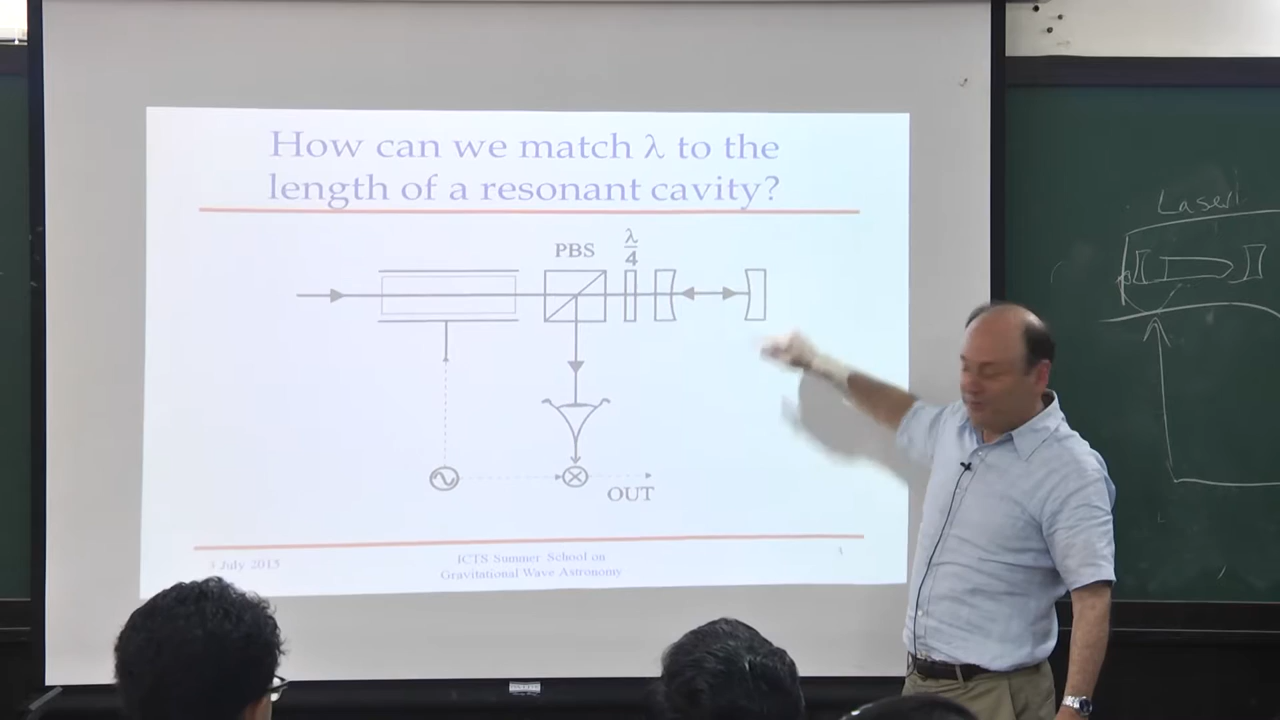 How can we match λ to the
length of a resonant cavity?
PBS
λ
4
OUT
3 July 2015
ICTS Summer School on
Gravitational Wave Astronomy
1
Laser